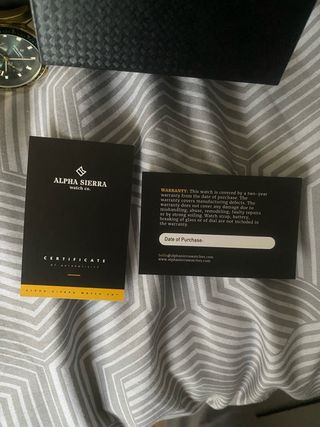 ALPHA SIERRA
watch co.
CERTIFICATE
OF AUTHENTICITY
ALPHA SIERRA WATCH CO.
WARRANTY: This watch is covered by a two-year
warranty from the date of purchase. The
warranty covers manufacturing defects. The
warranty does not cover any damage due to
mishandling, abuse, remodeling, faulty repairs
or by strong soiling. Watch strap, battery,
breaking of glass or of dial are not included in
the warranty.
Date of Purchase:
hello@alphasierrawatches.com
www.alphasierrawatches.com